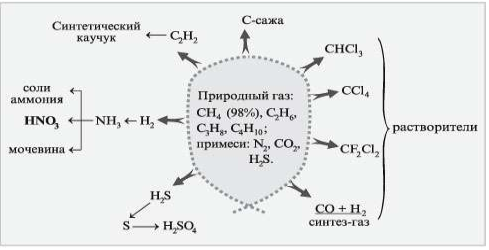 С-сажа
Синтетический
каучук ← C₂H₂
CHCl₃
CCl₄
CF₂Cl₂
растворители
CO + H₂
синтез-газ
соли
аммония
HNO₃ ← NH₃ ← H₂
мочевина
Природный газ:
CH₄ (98%), C₂H₆,
C₃H₈, C₄H₁₀;
примеси: N₂, CO₂,
H₂S.
H₂S
S → H₂SO₄